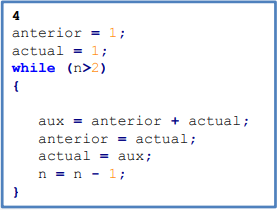 4
anterior = 1;
actual = 1;
while (n>2)
{
aux = anterior + actual;
anterior = actual;
actual = aux;
n = n - 1;
}